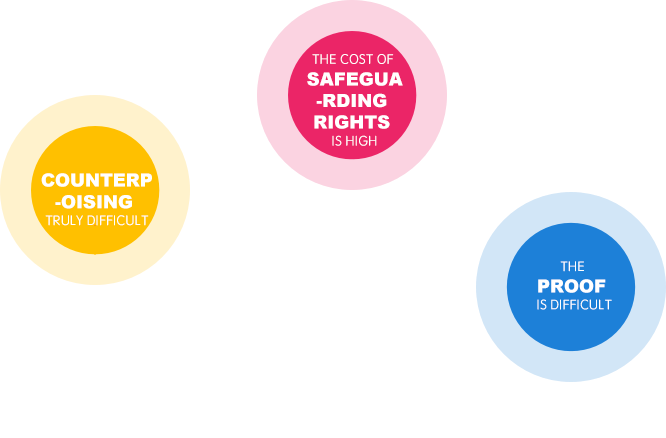 COUNTERP
-OISING
TRULY DIFFICULT
THE COST OF
SAFEGUA
-RDING
RIGHTS
IS HIGH
THE
PROOF
IS DIFFICULT